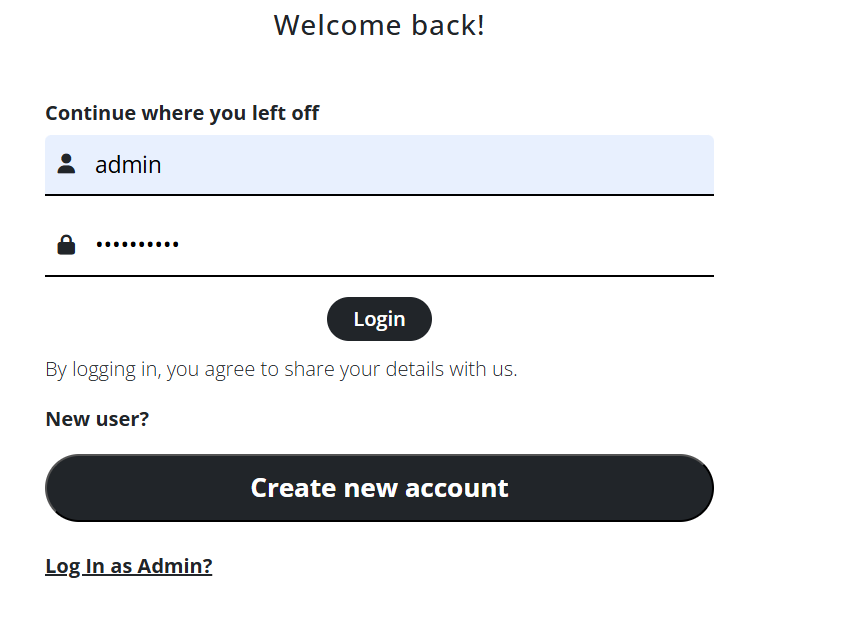 Welcome back!
Continue where you left off
admin
••••••••••
Login
By logging in, you agree to share your details with us.
New user?
Create new account
Log In as Admin?